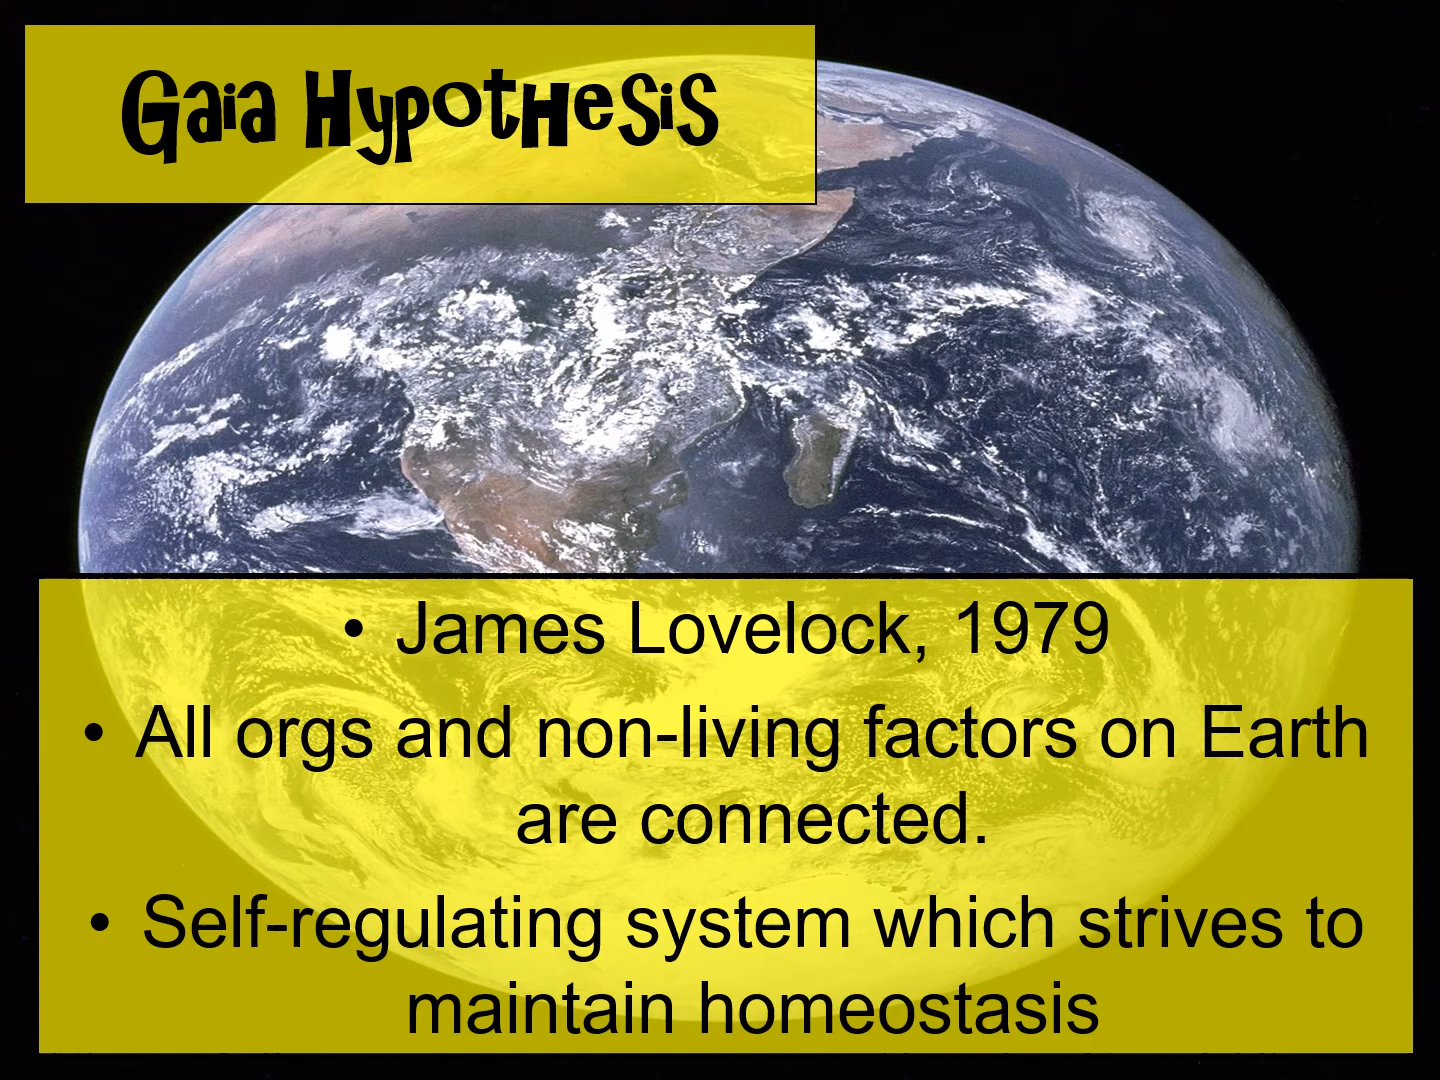 Gaia Hypothesis
• James Lovelock, 1979
• All orgs and non-living factors on Earth
are connected.
• Self-regulating system which strives to
maintain homeostasis